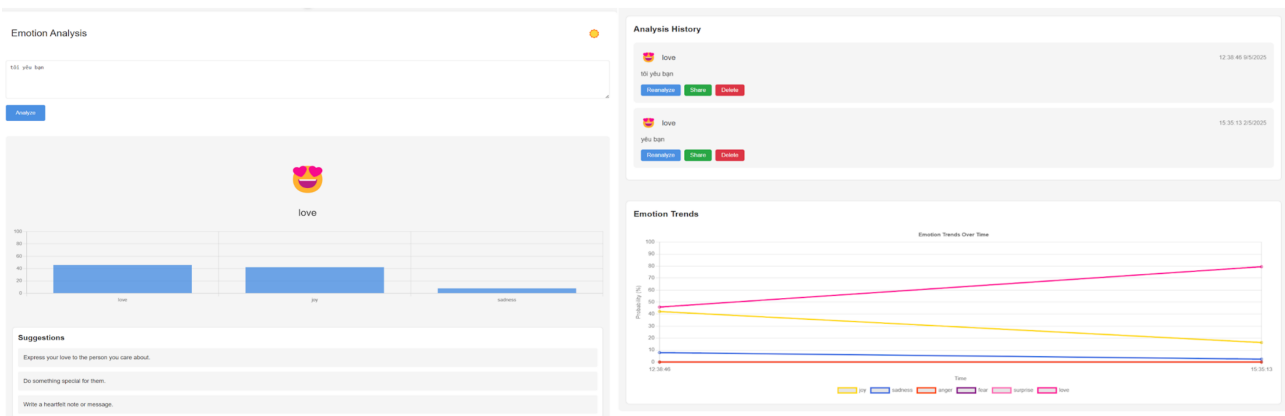 Emotion Analysis
tôi yêu bạn
Analyze
love
100
80
60
40
20
0
love joy sadness
Suggestions
Express your love to the person you care about.
Do something special for them.
Write a heartfelt note or message.
Analysis History
love 12:38:46 9/5/2025
tôi yêu bạn
Reanalyze Share Delete
love 15:35:13 2/5/2025
yêu bạn
Reanalyze Share Delete
Emotion Trends
Emotion Trends Over Time
100
90
80
70
60
50
40
30
20
10
0
Probability (%)
12:38:46 15:35:13
Time
joy sadness anger fear surprise love